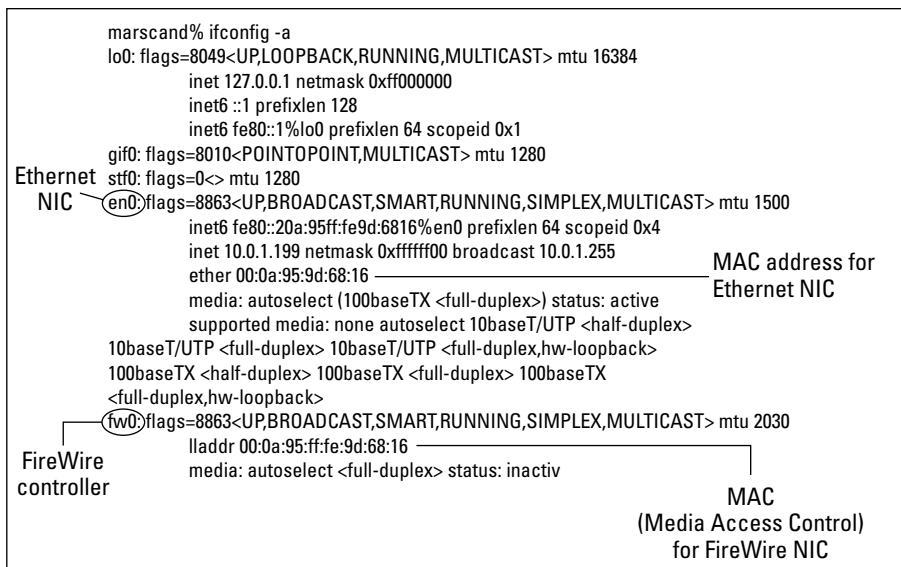 marscand% ifconfig -a
lo0: flags=8049<UP,LOOPBACK,RUNNING,MULTICAST> mtu 16384
inet 127.0.0.1 netmask 0xff000000
inet6 ::1 prefixlen 128
inet6 fe80::1%lo0 prefixlen 64 scopeid 0x1
gif0: flags=8010<POINTOPOINT,MULTICAST> mtu 1280
stf0: flags=0<> mtu 1280
Ethernet
NIC
en0: flags=8863<UP,BROADCAST,SMART,RUNNING,SIMPLEX,MULTICAST> mtu 1500
inet6 fe80::20a:95ff:fe9d:6816%en0 prefixlen 64 scopeid 0x4
inet 10.0.1.199 netmask 0xffffff00 broadcast 10.0.1.255
ether 00:0a:95:9d:68:16
MAC address for
Ethernet NIC
media: autoselect (100baseTX <full-duplex>) status: active
supported media: none autoselect 10baseT/UTP <half-duplex>
10baseT/UTP <full-duplex> 10baseT/UTP <full-duplex,hw-loopback>
100baseTX <half-duplex> 100baseTX <full-duplex> 100baseTX
<full-duplex,hw-loopback>
fw0: flags=8863<UP,BROADCAST,SMART,RUNNING,SIMPLEX,MULTICAST> mtu 2030
lladdr 00:0a:95:ff:fe:9d:68:16
media: autoselect <full-duplex> status: inactiv
FireWire
controller
MAC
(Media Access Control)
for FireWire NIC